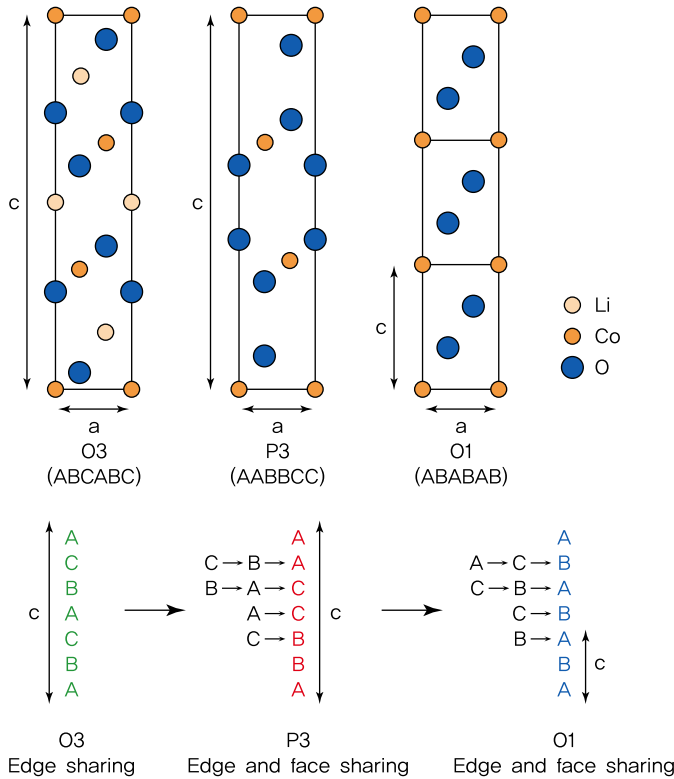 c
c
c
Li
Co
O
a
a
a
O3
P3
O1
(ABCABC)
(AABBCC)
(ABABAB)
A
C
B
A
C
B
A
c
A
C→B→A
B→A→C
A→C
C→B
B
A
c
A
A→C→B
C→B→A
C→B
B→A
B
A
c
O3
P3
O1
Edge sharing
Edge and face sharing
Edge and face sharing